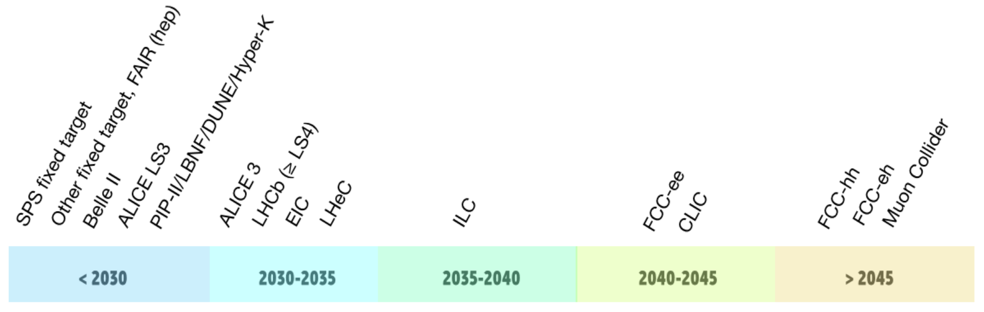 SPS fixed target
Other fixed target, FAIR (hep)
Belle II
ALICE LS3
PIP-II/LBNF/DUNE/Hyper-K
ALICE 3
LHCb (≥ LS4)
EIC
LHeC
ILC
FCC-ee
CLIC
FCC-hh
FCC-eh
Muon Collider
< 2030
2030-2035
2035-2040
2040-2045
> 2045